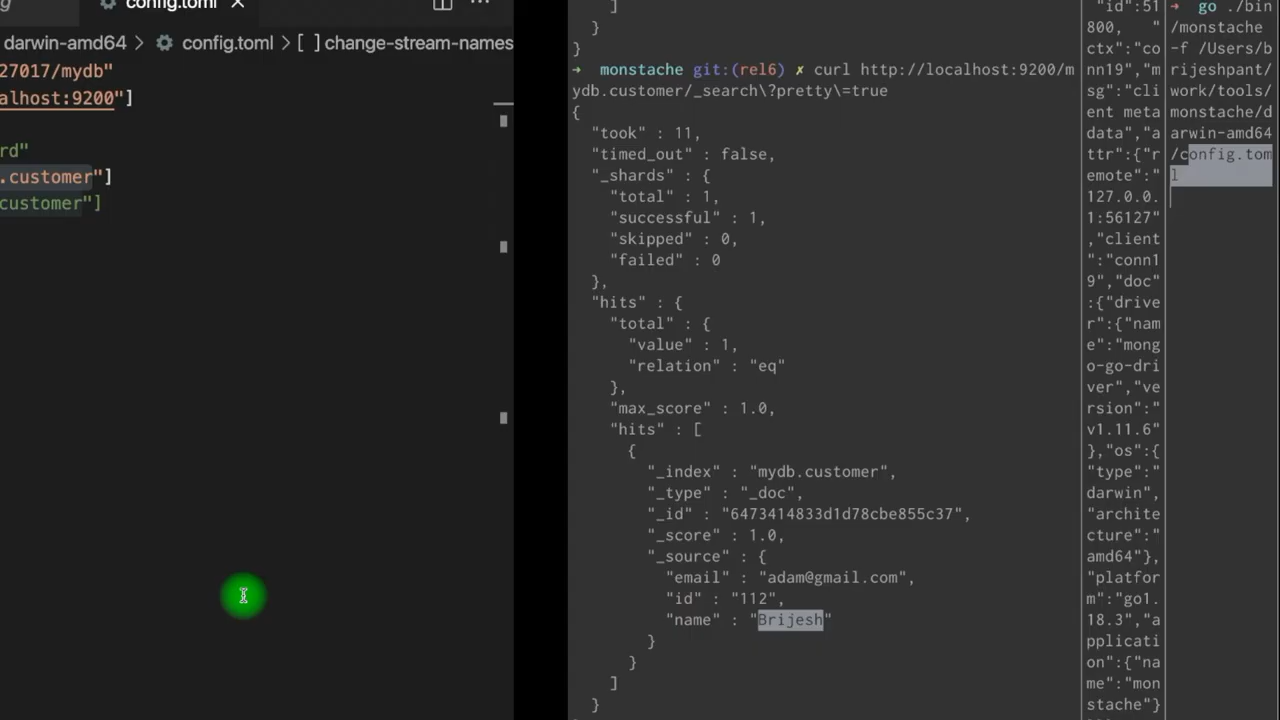 config.toml ×
darwin-amd64 > config.toml > [ ] change-stream-names
27017/mydb"
alhost:9200"]
rd"
.customer"]
customer"]
]
}
}
→ monstache git:(rel6) ✗ curl http://localhost:9200/m
ydb.customer/_search\?pretty\=true
{
"took" : 11,
"timed_out" : false,
"_shards" : {
"total" : 1,
"successful" : 1,
"skipped" : 0,
"failed" : 0
},
"hits" : {
"total" : {
"value" : 1,
"relation" : "eq"
},
"max_score" : 1.0,
"hits" : [
{
"_index" : "mydb.customer",
"_type" : "_doc",
"_id" : "6473414833d1d78cbe855c37",
"_score" : 1.0,
"_source" : {
"email" : "adam@gmail.com",
"id" : "112",
"name" : "Brijesh"
}
}
]
}
"id":51
800, "
ctx":"co
nn19","m
sg":"cli
ent meta
data","a
ttr":{"r
emote":"
127.0.0.
1:56127"
,"client
":"conn1
9","doc"
:{"drive
r":{"nam
e":"mong
o-go-dri
ver","ve
rsion":"
v1.11.6"
},"os":{
"type":"
darwin",
"archite
cture":"
amd64"},
"platfor
m":"go1.
18.3","a
pplicati
on":{"na
me":"mon
stache"}
→ go ./bin
/monstache
-f /Users/b
rijeshpant/
work/tools/
monstache/d
arwin-amd64
/config.tom
l